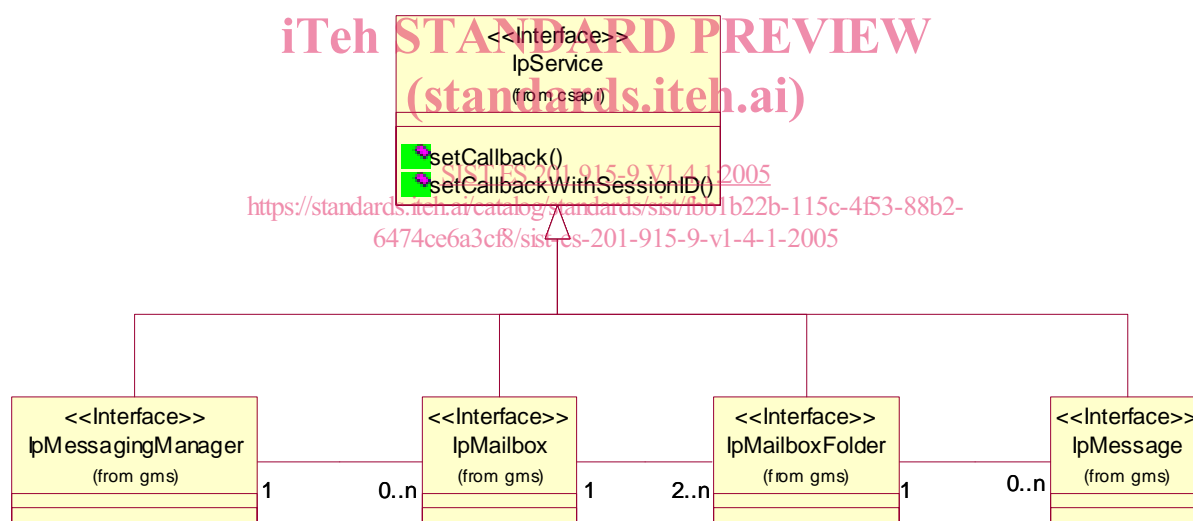 iTeh STANDARD PREVIEW
(standards.iteh.ai)
<<Interface>>
IpService
(from csapi)
setCallback()
setCallbackWithSessionID()
SIST ES 201 915-9 V1.4.1:2005
https://standards.iteh.ai/catalog/standards/sist/fbb1b22b-115c-4f53-88b2-
6474ce6a3cf8/sist-es-201-915-9-v1-4-1-2005
<<Interface>>
IpMessagingManager
(from gms)
1
0..n
<<Interface>>
IpMailbox
(from gms)
1
2..n
<<Interface>>
IpMailboxFolder
(from gms)
1
0..n
<<Interface>>
IpMessage
(from gms)